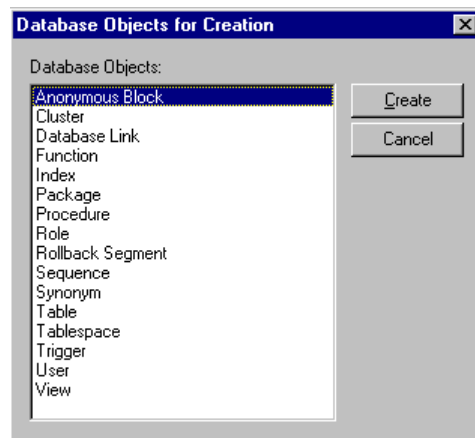 Database Objects for Creation
Database Objects:
Anonymous Block
Cluster
Database Link
Function
Index
Package
Procedure
Role
Rollback Segment
Sequence
Synonym
Table
Tablespace
Trigger
User
View
Create
Cancel